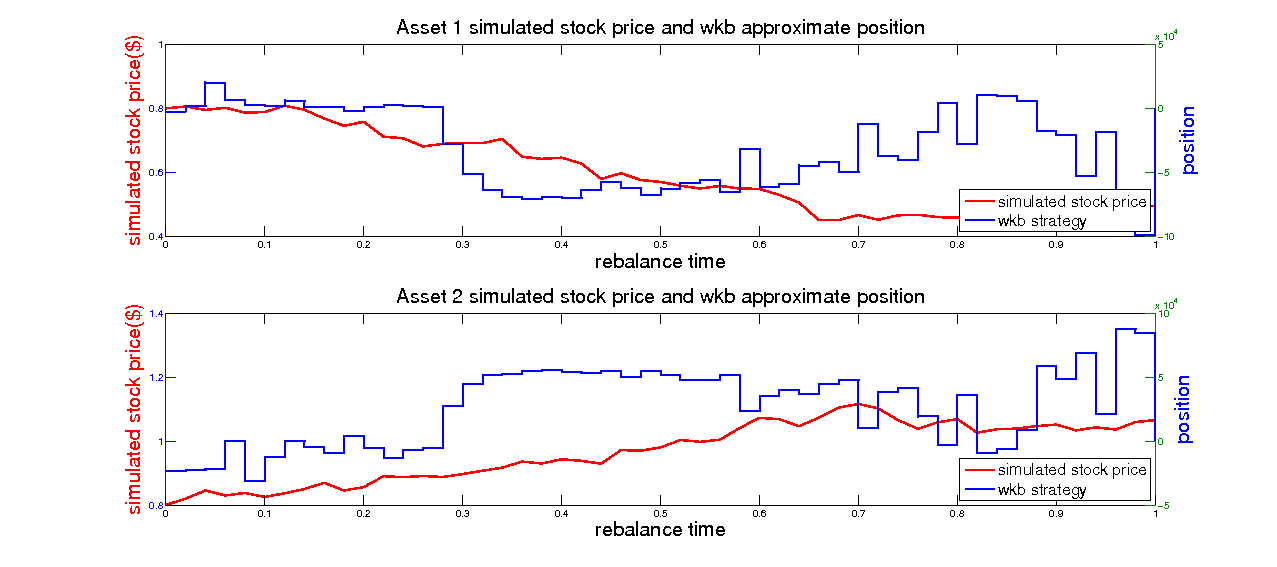 Asset 1 simulated stock price and wkb approximate position
simulated stock price($)
1
0.8
0.6
0.4
x 10^4
5
0
−5
−10
position
simulated stock price
wkb strategy
0 0.1 0.2 0.3 0.4 0.5 0.6 0.7 0.8 0.9 1
rebalance time
Asset 2 simulated stock price and wkb approximate position
simulated stock price($)
1.4
1.2
1
0.8
x 10^4
10
5
0
−5
position
simulated stock price
wkb strategy
0 0.1 0.2 0.3 0.4 0.5 0.6 0.7 0.8 0.9 1
rebalance time